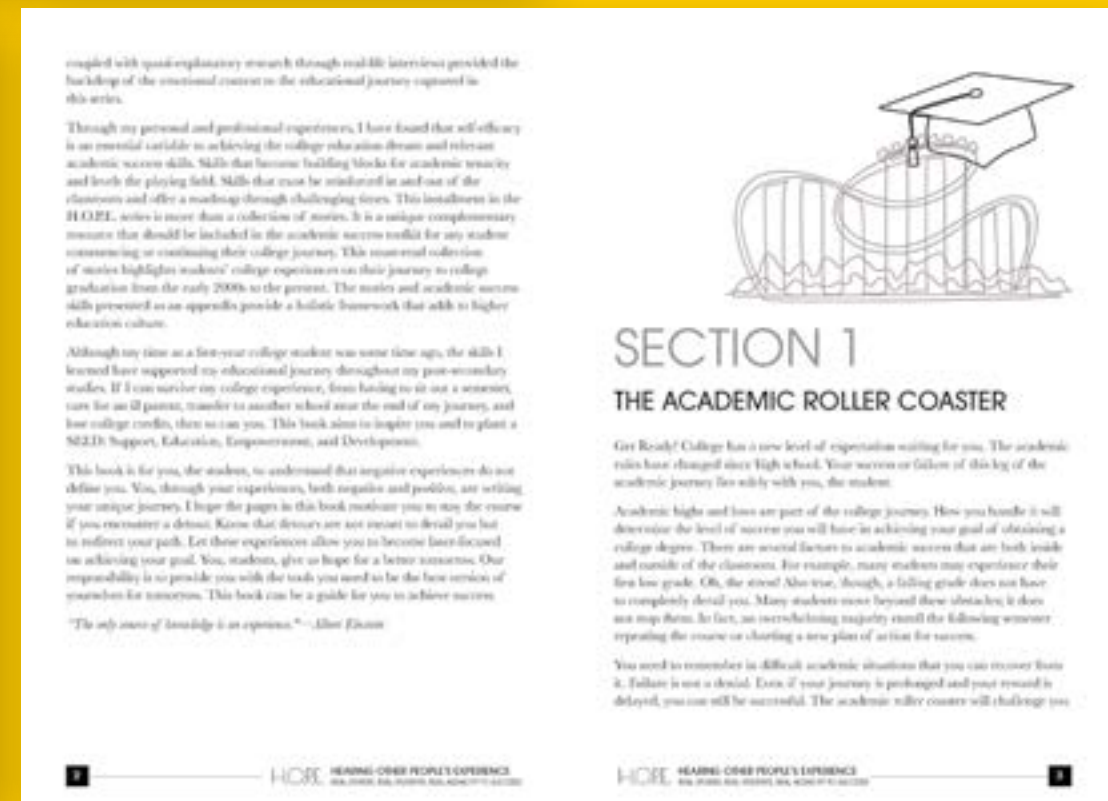 coupled with quasi-explanatory research through real-life interviews provided the
backdrop of the emotional content to the educational journey captured in
this series.
Through my personal and professional experiences, I have found that self-efficacy
is an essential variable to achieving the college education dream and relevant
academic success skills. Skills that become building blocks for academic tenacity
and levels the playing field. Skills that must be reinforced in and out of the
classroom and offer a roadmap through challenging times. This installment in the
H.O.P.E. series is more than a collection of stories. It is a unique complementary
resource that should be included in the academic success toolkit for any student
commencing or continuing their college journey. This must-read collection
of stories highlights students' college experiences on their journey to college
graduation from the early 2000s to the present. The stories and academic success
skills presented as an appendix provide a holistic framework that adds to higher
education culture.
Although my time as a first-year college student was some time ago, the skills I
learned have supported my educational journey throughout my post-secondary
studies. If I can survive my college experience, from having to sit out a semester,
care for an ill parent, transfer to another school near the end of my journey, and
lose college credits, then so can you. This book aims to inspire you and to plant a
SEED: Support, Education, Empowerment, and Development.
This book is for you, the student, to understand that negative experiences do not
define you. You, through your experiences, both negative and positive, are writing
your unique journey. I hope the pages in this book motivate you to stay the course
if you encounter a detour. Know that detours are not meant to derail you but
to redirect your path. Let these experiences allow you to become laser-focused
on achieving your goal. You, students, give us hope for a better tomorrow. Our
responsibility is to provide you with the tools you need to be the best version of
yourselves for tomorrow. This book can be a guide for you to achieve success.
"The only source of knowledge is an experience." – Albert Einstein
2
H.O.P.E. HEARING OTHER PEOPLE'S EXPERIENCE
SECTION 1
THE ACADEMIC ROLLER COASTER
Get Ready! College has a new level of expectation waiting for you. The academic
rules have changed since high school. Your success or failure of this leg of the
academic journey lies solely with you, the student.
Academic highs and lows are part of the college journey. How you handle it will
determine the level of success you will have in achieving your goal of obtaining a
college degree. There are several factors to academic success that are both inside
and outside of the classroom. For example, many students may experience their
first low grade. Oh, the stress! Also true, though, a failing grade does not have
to completely derail you. Many students move beyond these obstacles; it does
not stop them. In fact, an overwhelming majority enroll the following semester
repeating the course or charting a new plan of action for success.
You need to remember in difficult academic situations that you can recover from
it. Failure is not a denial. Even if your journey is prolonged and your reward is
delayed, you can still be successful. The academic roller coaster will challenge you
H.O.P.E. HEARING OTHER PEOPLE'S EXPERIENCE
3